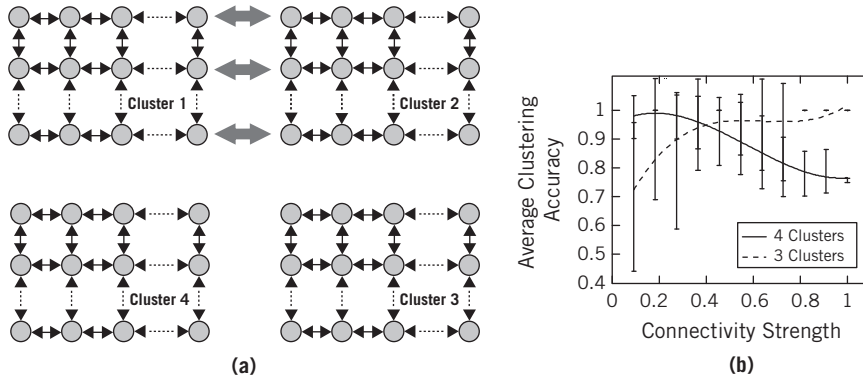 Cluster 1
Cluster 2
Cluster 4
Cluster 3
(a)
Average Clustering
Accuracy
1
0.9
0.8
0.7
0.6
0.5
0.4
0
0.2
0.4
0.6
0.8
1
4 Clusters
3 Clusters
Connectivity Strength
(b)